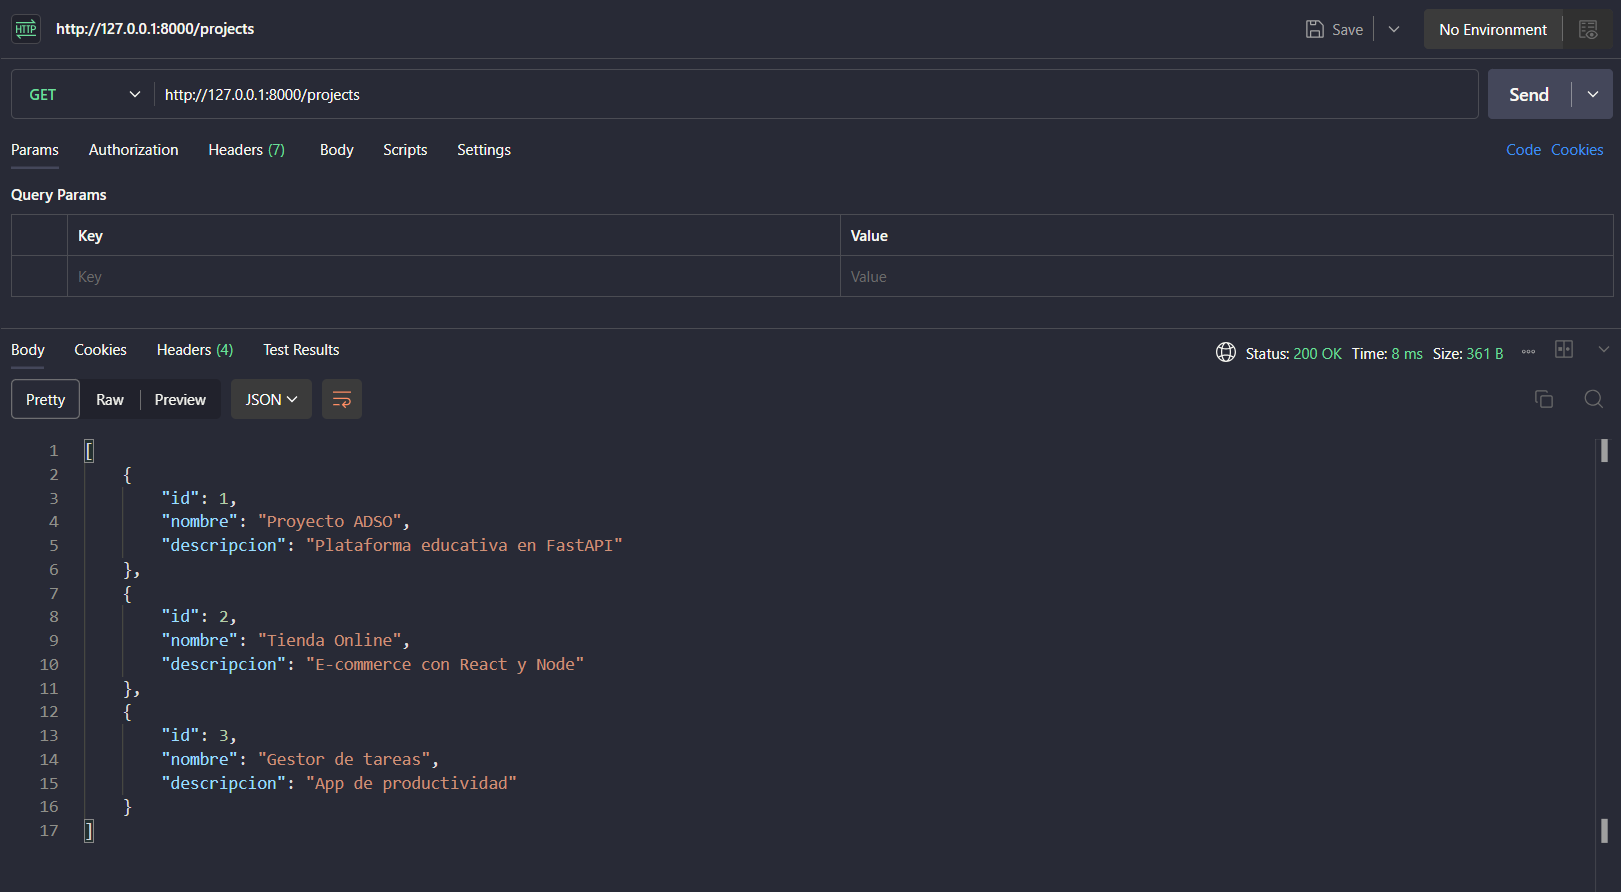 HTTP http://127.0.0.1:8000/projects Save No Environment
GET http://127.0.0.1:8000/projects Send
Params Authorization Headers (7) Body Scripts Settings Code Cookies
Query Params
Key Value
Key Value
Body Cookies Headers (4) Test Results Status: 200 OK Time: 8 ms Size: 361 B
Pretty Raw Preview JSON
1 [
2 {
3 "id": 1,
4 "nombre": "Proyecto ADSO",
5 "descripcion": "Plataforma educativa en FastAPI"
6 },
7 {
8 "id": 2,
9 "nombre": "Tienda Online",
10 "descripcion": "E-commerce con React y Node"
11 },
12 {
13 "id": 3,
14 "nombre": "Gestor de tareas",
15 "descripcion": "App de productividad"
16 }
17 ]